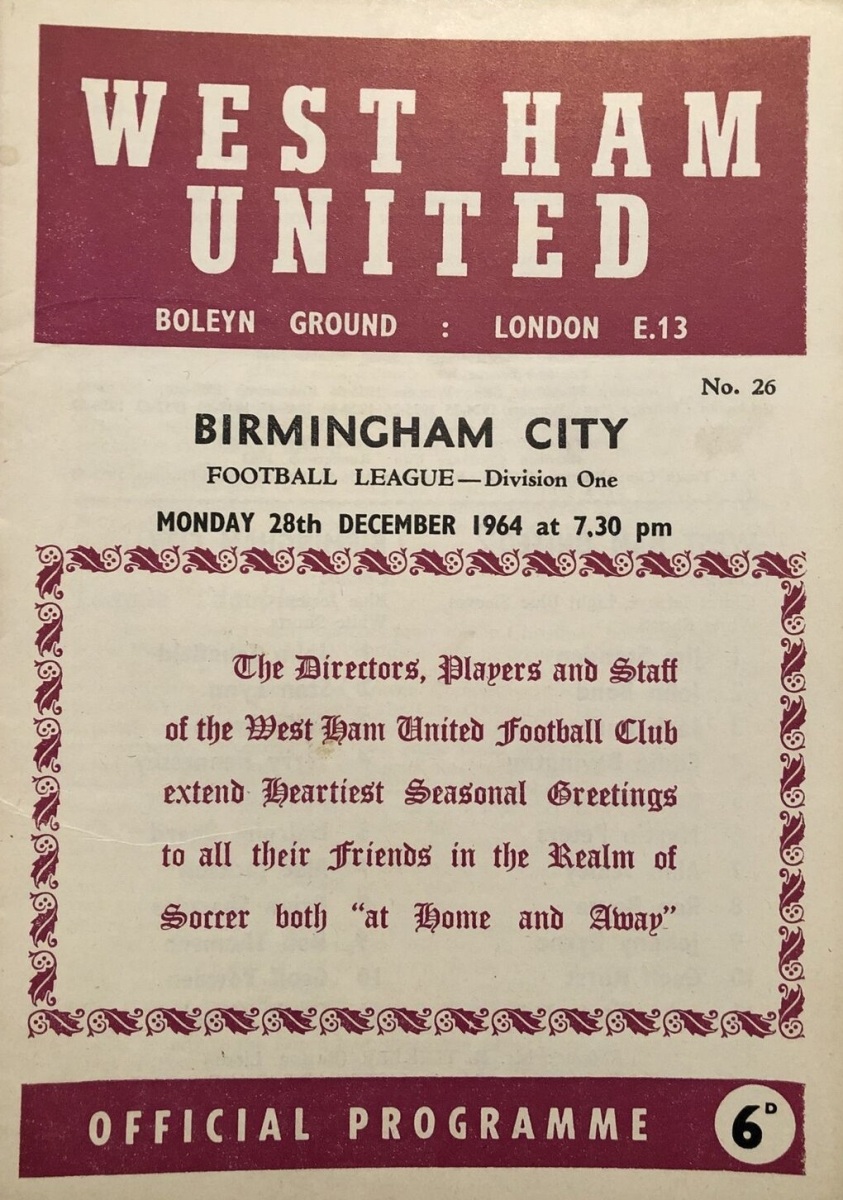 WEST HAM
UNITED
BOLEYN GROUND : LONDON E.13
No. 26
BIRMINGHAM CITY
FOOTBALL LEAGUE—Division One
MONDAY 28th DECEMBER 1964 at 7.30 pm
The Directors, Players and Staff
of the West Ham United Football Club
extend Heartiest Seasonal Greetings
to all their Friends in the Realm of
Soccer both “at Home and Away”
OFFICIAL PROGRAMME 6D